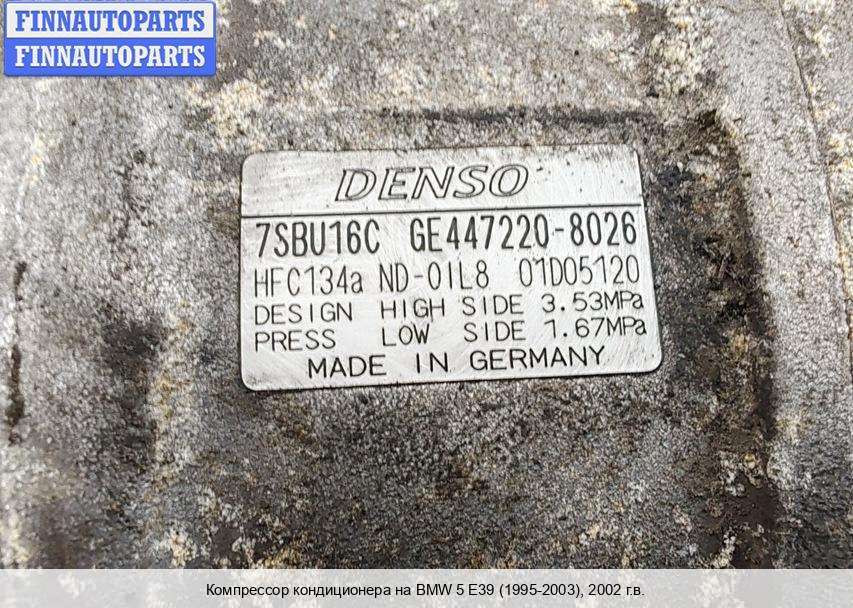 FINNAUTOPARTS
FINNAUTOPARTS
DENSO
7SBU16C GE447220-8026
HFC134a ND-OIL8 01D05120
DESIGN HIGH SIDE 3.53MPa
PRESS LOW SIDE 1.67MPa
MADE IN GERMANY
Компрессор кондиционера на BMW 5 E39 (1995-2003), 2002 г.в.